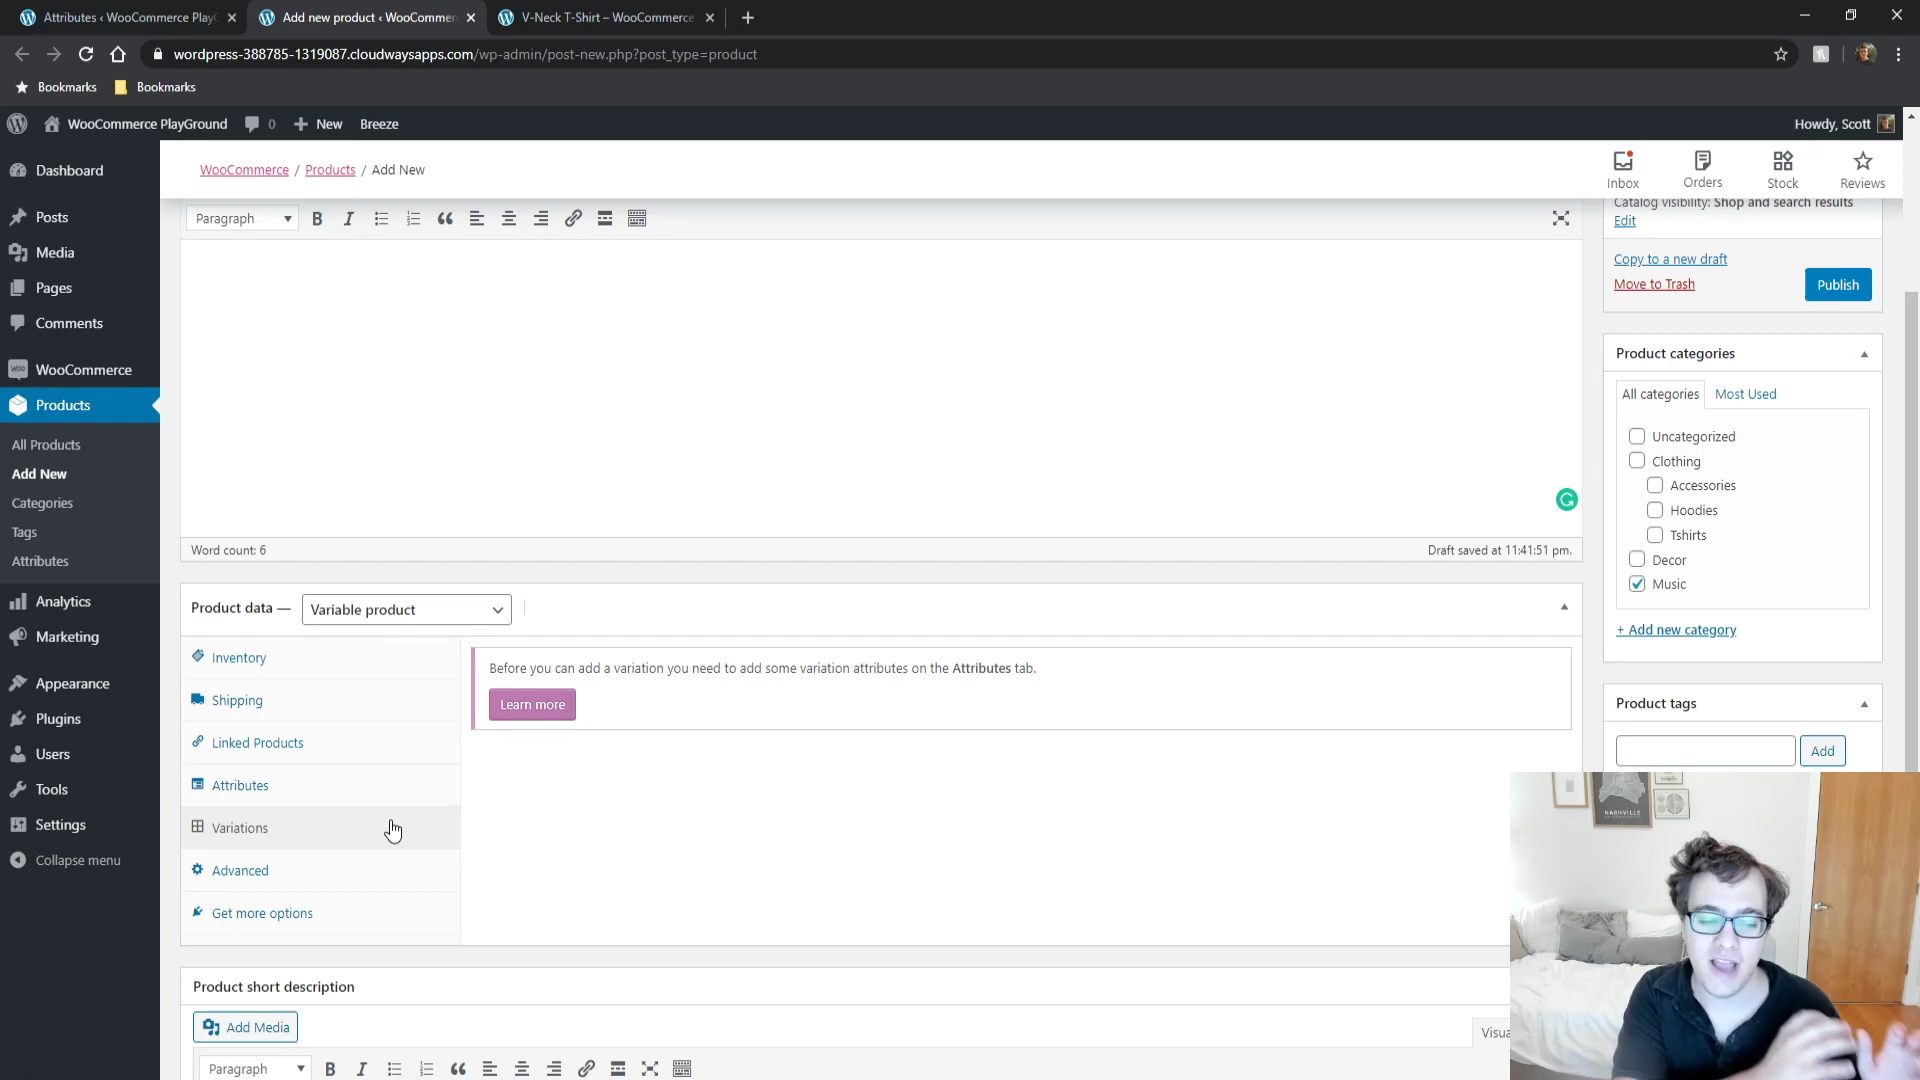 Attributes ‹ WooCommerce Play
Add new product ‹ WooCommer
V-Neck T-Shirt – WooCommerce
wordpress-388785-1319087.cloudwaysapps.com/wp-admin/post-new.php?post_type=product
Bookmarks
Bookmarks
WooCommerce PlayGround
0
New
Breeze
Howdy, Scott
Dashboard
Posts
Media
Pages
Comments
WooCommerce
Products
All Products
Add New
Categories
Tags
Attributes
Analytics
Marketing
Appearance
Plugins
Users
Tools
Settings
Collapse menu
WooCommerce / Products / Add New
Inbox
Orders
Stock
Reviews
Paragraph
Word count: 6
Draft saved at 11:41:51 pm.
Product data —
Variable product
Inventory
Shipping
Linked Products
Attributes
Variations
Advanced
Get more options
Before you can add a variation you need to add some variation attributes on the Attributes tab.
Learn more
Product short description
Add Media
Visua
Paragraph
Catalog visibility: Shop and search results
Edit
Copy to a new draft
Move to Trash
Publish
Product categories
All categories
Most Used
Uncategorized
Clothing
Accessories
Hoodies
Tshirts
Decor
Music
+ Add new category
Product tags
Add
NASHVILLE